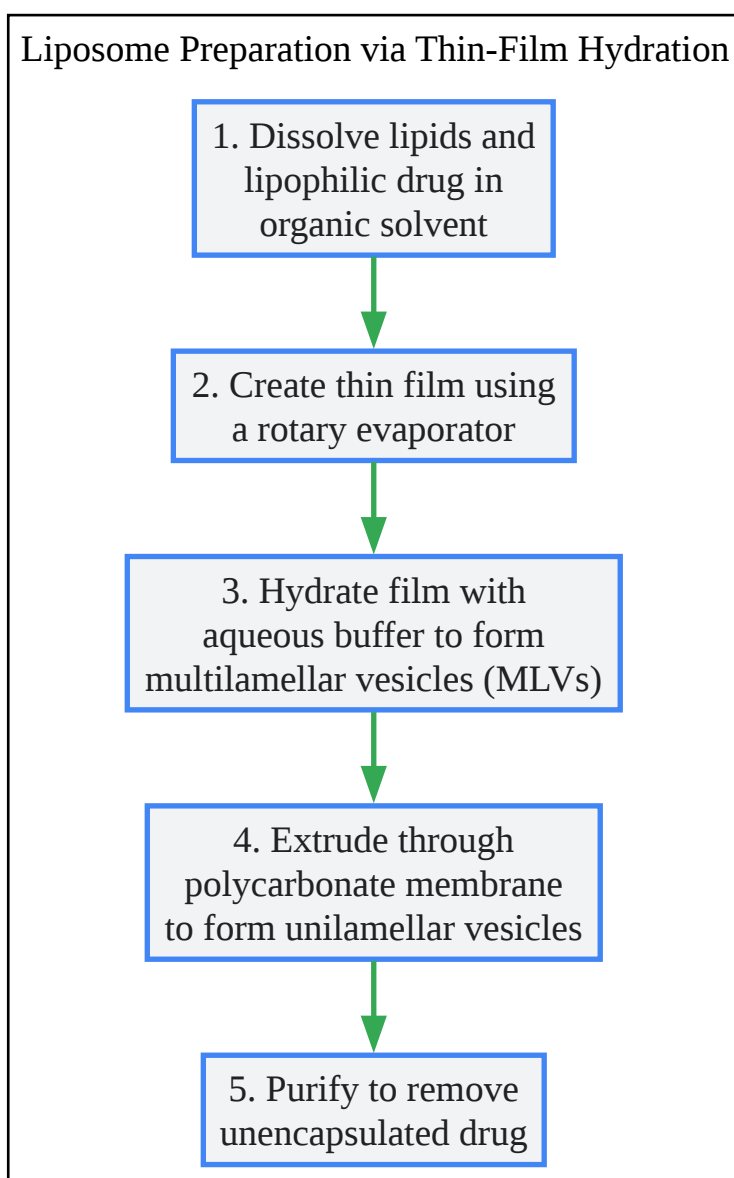 Liposome Preparation via Thin-Film Hydration
1. Dissolve lipids and
lipophilic drug in
organic solvent
2. Create thin film using
a rotary evaporator
3. Hydrate film with
aqueous buffer to form
multilamellar vesicles (MLVs)
4. Extrude through
polycarbonate membrane
to form unilamellar vesicles
5. Purify to remove
unencapsulated drug